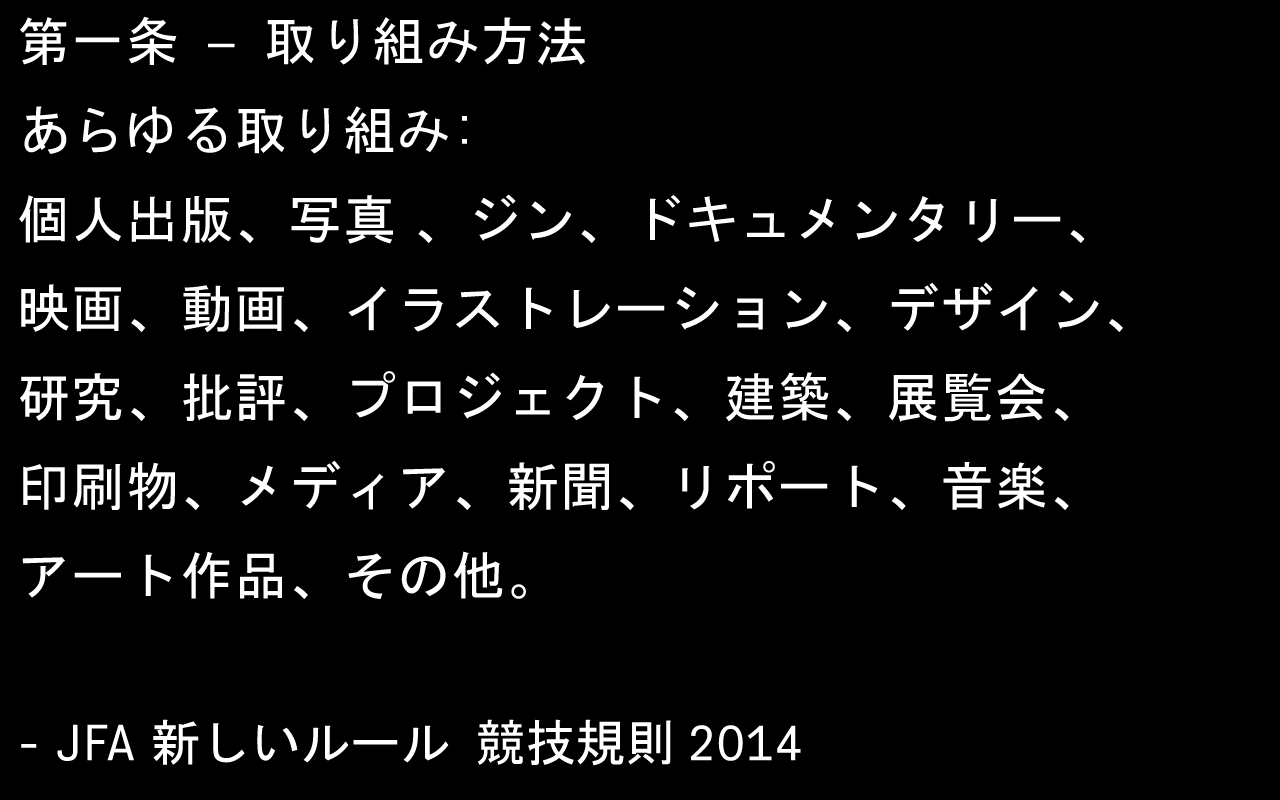 第一条 – 取り組み方法
あらゆる取り組み:
個人出版、写真 、ジン、ドキュメンタリー、
映画、動画、イラストレーション、デザイン、
研究、批評、プロジェクト、建築、展覧会、
印刷物、メディア、新聞、リポート、音楽、
アート作品、その他。
- JFA 新しいルール 競技規則 2014